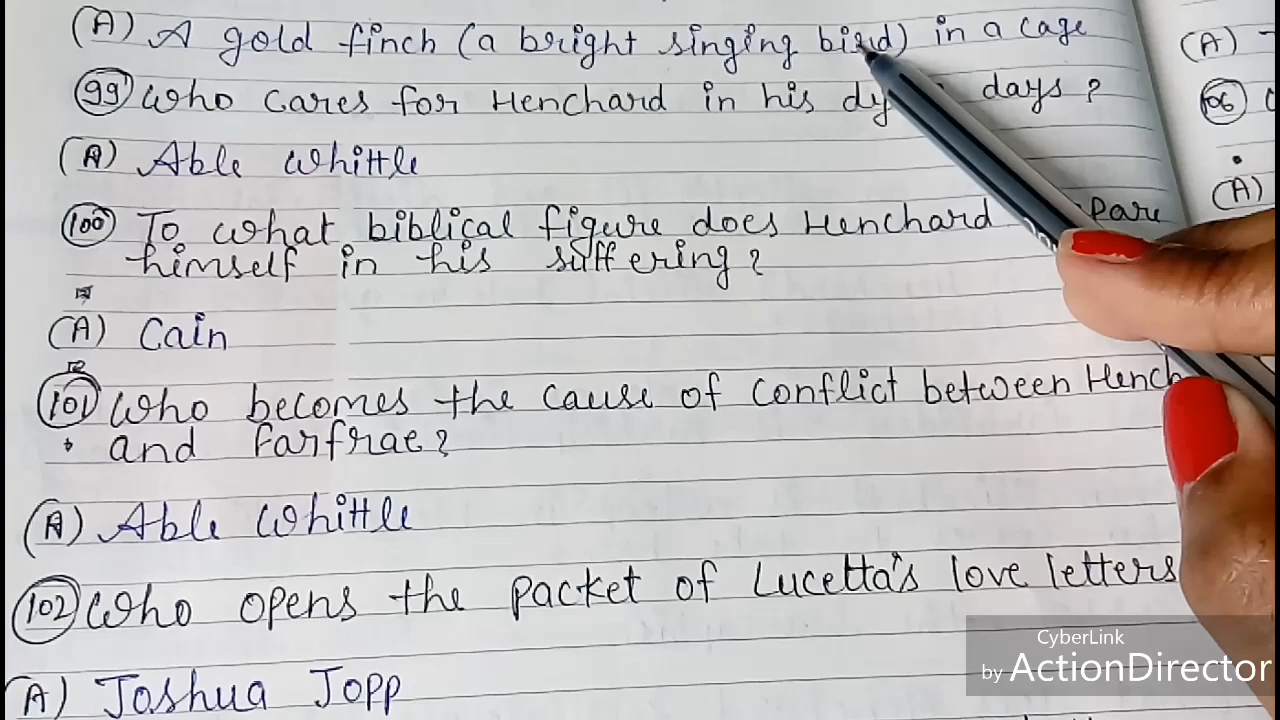 (A) A gold finch (a bright singing bird) in a cage
(99) Who cares for Henchard in his dy days?
(A) Able Whittle
(100) To what biblical figure does Henchard pare
himself in his suffering?
(A) Cain
(101) Who becomes the cause of conflict between Hench
and Farfrae?
(A) Able Whittle
(102) Who opens the packet of Lucetta's love letters
(A) Joshua Jopp
(A)
(106)
(A)
CyberLink
by ActionDirector